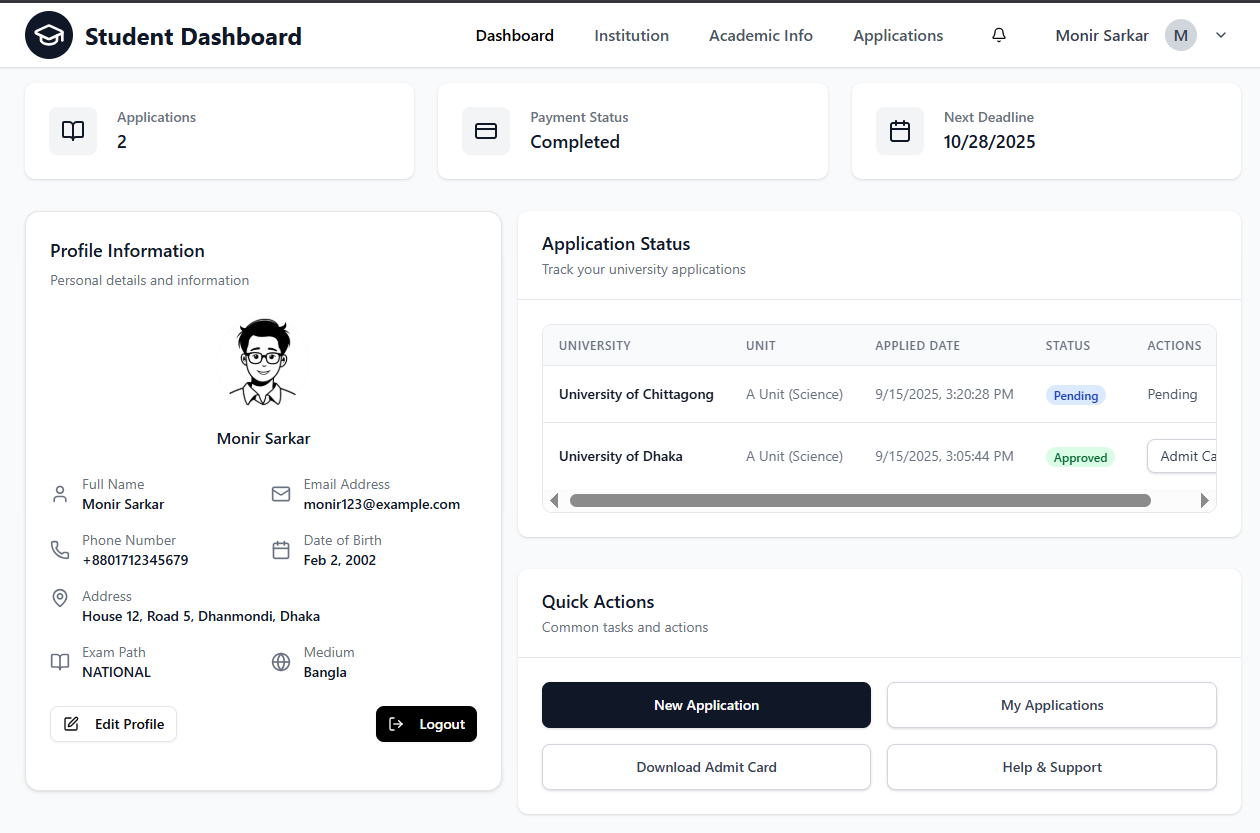 Student Dashboard
Dashboard Institution Academic Info Applications Monir Sarkar M
Applications
2
Payment Status
Completed
Next Deadline
10/28/2025
Profile Information
Personal details and information
Monir Sarkar
Full Name
Monir Sarkar
Email Address
monir123@example.com
Phone Number
+8801712345679
Date of Birth
Feb 2, 2002
Address
House 12, Road 5, Dhanmondi, Dhaka
Exam Path
NATIONAL
Medium
Bangla
Edit Profile
Logout
Application Status
Track your university applications
UNIVERSITY UNIT APPLIED DATE STATUS ACTIONS
University of Chittagong A Unit (Science) 9/15/2025, 3:20:28 PM Pending Pending
University of Dhaka A Unit (Science) 9/15/2025, 3:05:44 PM Approved Admit Ca
Quick Actions
Common tasks and actions
New Application
My Applications
Download Admit Card
Help & Support